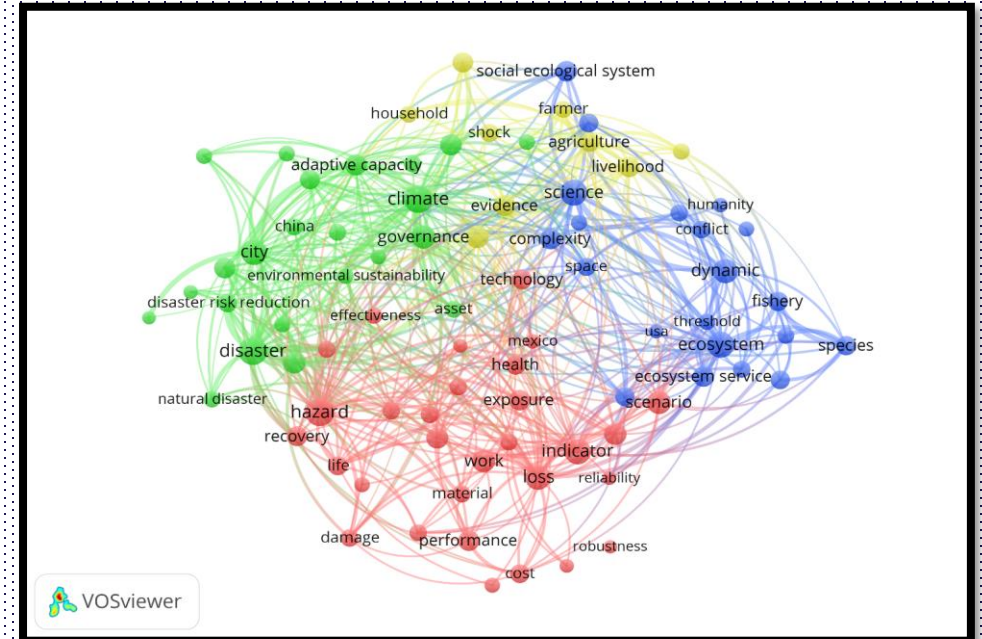 social ecological system
household
farmer
shock
agriculture
adaptive capacity
livelihood
climate
science
evidence
humanity
china
conflict
governance
complexity
city
environmental sustainability
space
dynamic
technology
disaster risk reduction
fishery
effectiveness
asset
threshold
usa
mexico
disaster
ecosystem
species
health
ecosystem service
natural disaster
exposure
scenario
hazard
recovery
indicator
life
work
loss
reliability
material
damage
performance
robustness
cost
VOSviewer